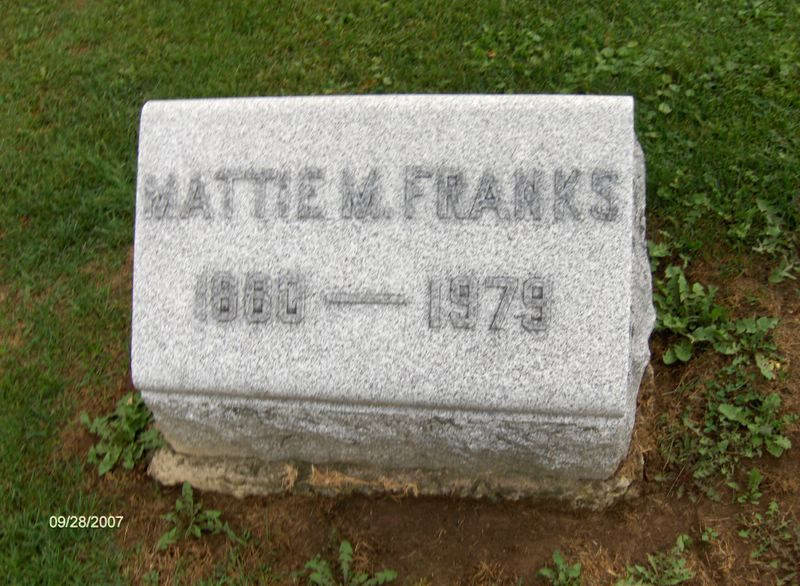 MATTIE M. FRANKS
1880 — 1979
09/28/2007